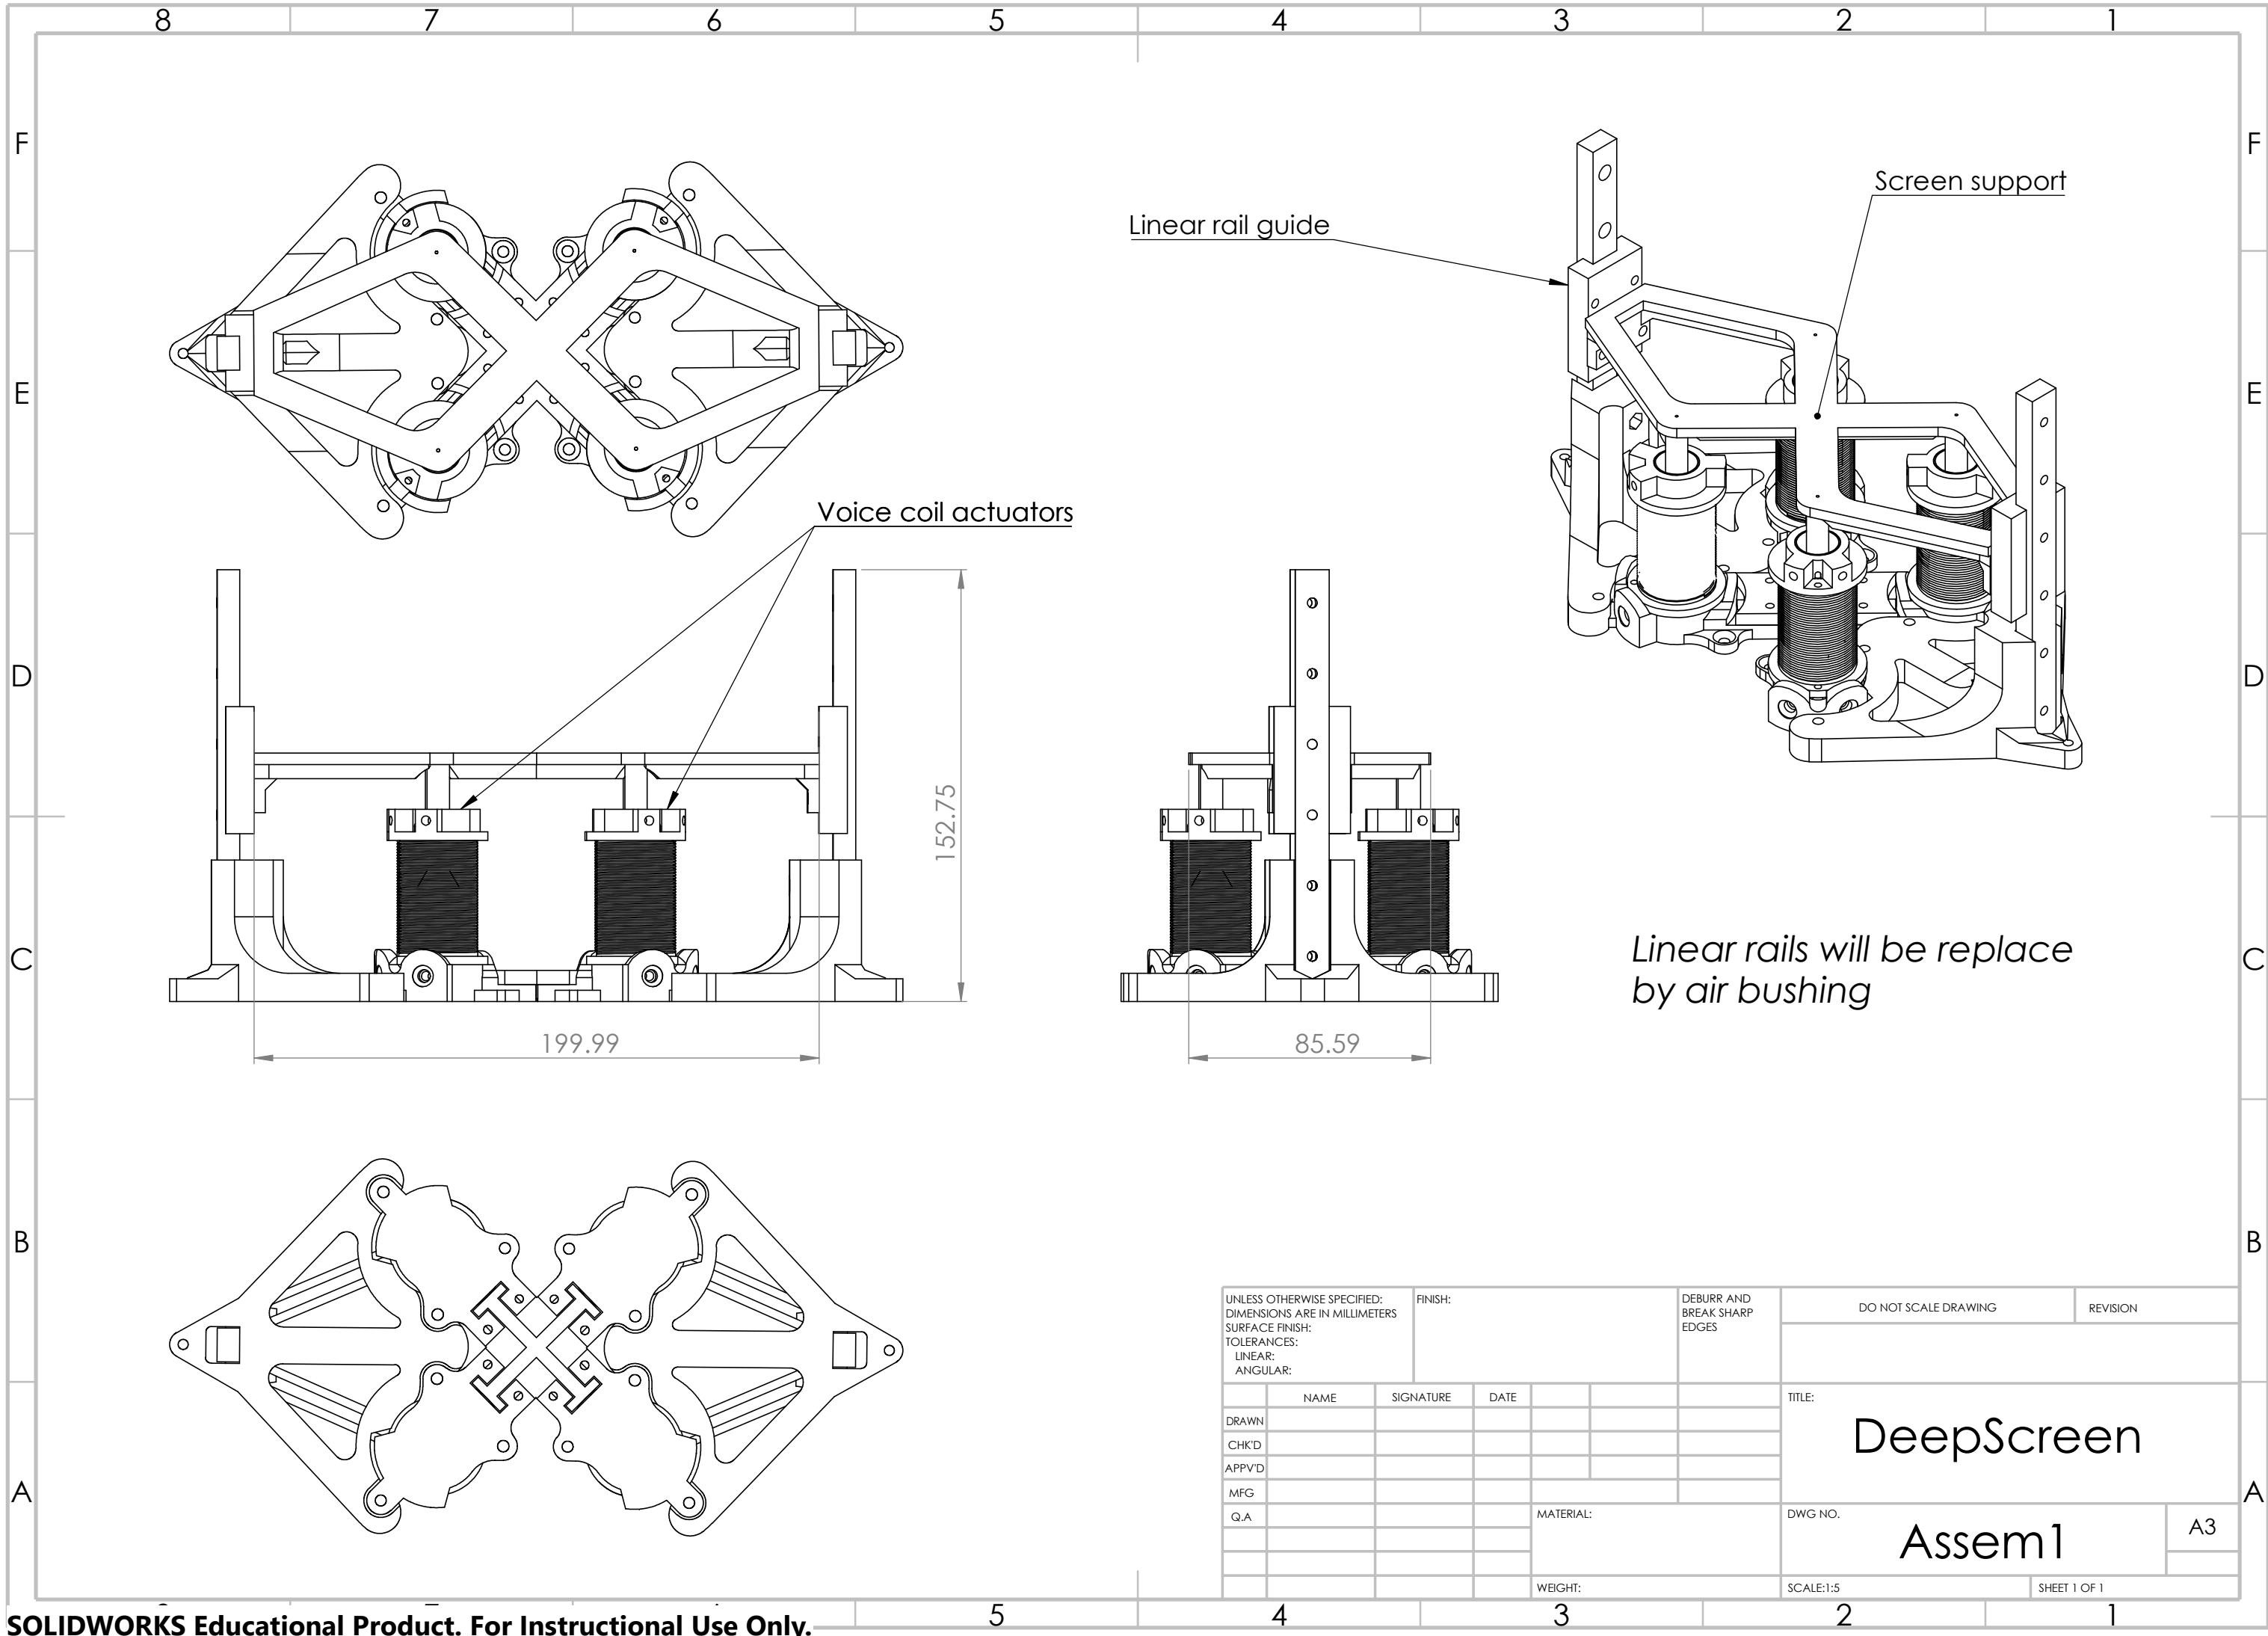 8 7 6 5 4 3 2 1
F F
Screen support
Linear rail guide
E E
Voice coil actuators
D D
152.75
C C
Linear rails will be replace
by air bushing
199.99
85.59
B B
UNLESS OTHERWISE SPECIFIED:
DIMENSIONS ARE IN MILLIMETERS
SURFACE FINISH:
TOLERANCES:
LINEAR:
ANGULAR:
FINISH:
DEBURR AND
BREAK SHARP
EDGES
DO NOT SCALE DRAWING
REVISION
NAME
SIGNATURE
DATE
TITLE:
DRAWN
CHK'D
APPV'D
MFG
Q.A
DeepScreen
A A
MATERIAL:
DWG NO.
Assem1
A3
WEIGHT:
SCALE:1:5
SHEET 1 OF 1
5 4 3 2 1
SOLIDWORKS Educational Product. For Instructional Use Only.